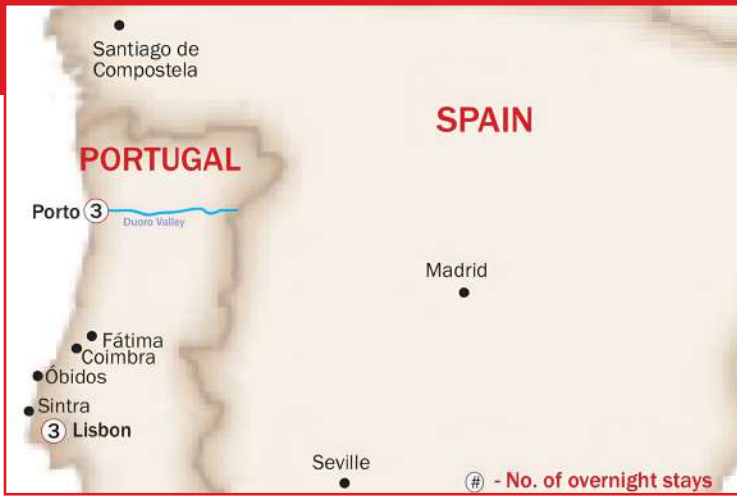 Santiago de
Compostela
SPAIN
PORTUGAL
Porto 3
Duoro Valley
Madrid
Fátima
Coimbra
Óbidos
Sintra
3 Lisbon
Seville
# - No. of overnight stays